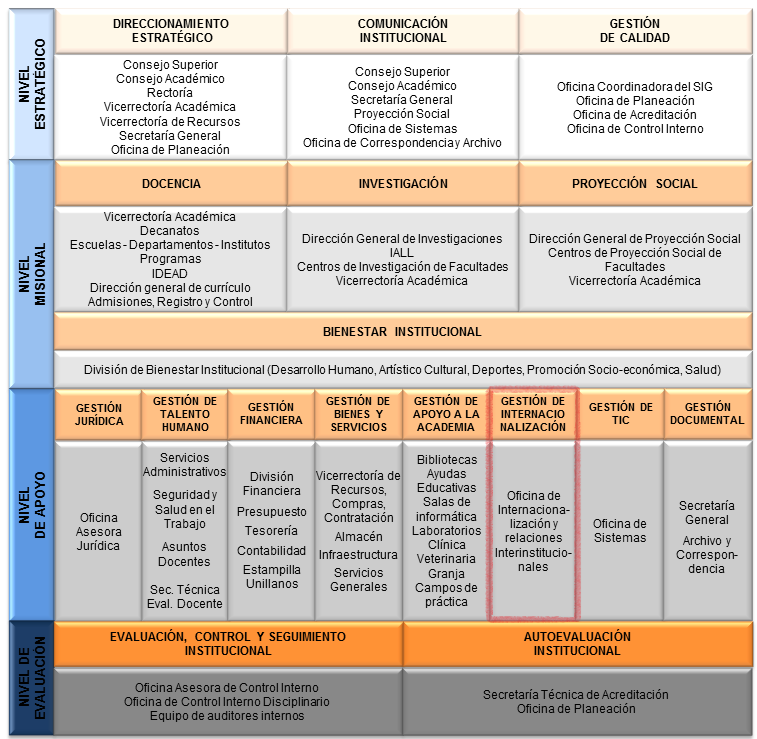 NIVEL
ESTRATÉGICO
DIRECCIONAMIENTO
ESTRATÉGICO
Consejo Superior
Consejo Académico
Rectoría
Vicerrectoría Académica
Vicerrectoría de Recursos
Secretaría General
Oficina de Planeación
COMUNICACIÓN
INSTITUCIONAL
Consejo Superior
Consejo Académico
Secretaría General
Proyección Social
Oficina de Sistemas
Oficina de Correspondencia y Archivo
GESTIÓN
DE CALIDAD
Oficina Coordinadora del SIG
Oficina de Planeación
Oficina de Acreditación
Oficina de Control Interno
NIVEL
MISIONAL
DOCENCIA
Vicerrectoría Académica
Decanatos
Escuelas - Departamentos - Institutos
Programas
IDEAD
Dirección general de currículo
Admisiones, Registro y Control
INVESTIGACIÓN
Dirección General de Investigaciones
IALL
Centros de Investigación de Facultades
Vicerrectoría Académica
PROYECCIÓN SOCIAL
Dirección General de Proyección Social
Centros de Proyección Social de
Facultades
Vicerrectoría Académica
BIENESTAR INSTITUCIONAL
División de Bienestar Institucional (Desarrollo Humano, Artístico Cultural, Deportes, Promoción Socio-económica, Salud)
NIVEL
DE APOYO
GESTIÓN
JURÍDICA
Oficina
Asesora
Jurídica
GESTIÓN DE
TALENTO
HUMANO
Servicios
Administrativos
Seguridad y
Salud en el
Trabajo
Asuntos
Docentes
Sec. Técnica
Eval. Docente
GESTIÓN
FINANCIERA
División
Financiera
Presupuesto
Tesorería
Contabilidad
Estampilla
Unillanos
GESTIÓN DE
BIENES Y
SERVICIOS
Vicerrectoría de
Recursos,
Compras,
Contratación
Almacén
Infraestructura
Servicios
Generales
GESTIÓN DE
APOYO A LA
ACADEMIA
Bibliotecas
Ayudas
Educativas
Salas de
informática
Laboratorios
Clínica
Veterinaria
Granja
Campos de
práctica
GESTIÓN DE
INTERNACIO
NALIZACIÓN
Oficina de
Internaciona-
lización y
relaciones
Interinstitucio-
nales
GESTIÓN DE
TIC
Oficina de
Sistemas
GESTIÓN
DOCUMENTAL
Secretaría
General
Archivo y
Correspon-
dencia
NIVEL DE
EVALUACIÓN
EVALUACIÓN, CONTROL Y SEGUIMIENTO
INSTITUCIONAL
Oficina Asesora de Control Interno
Oficina de Control Interno Disciplinario
Equipo de auditores internos
AUTOEVALUACIÓN
INSTITUCIONAL
Secretaría Técnica de Acreditación
Oficina de Planeación